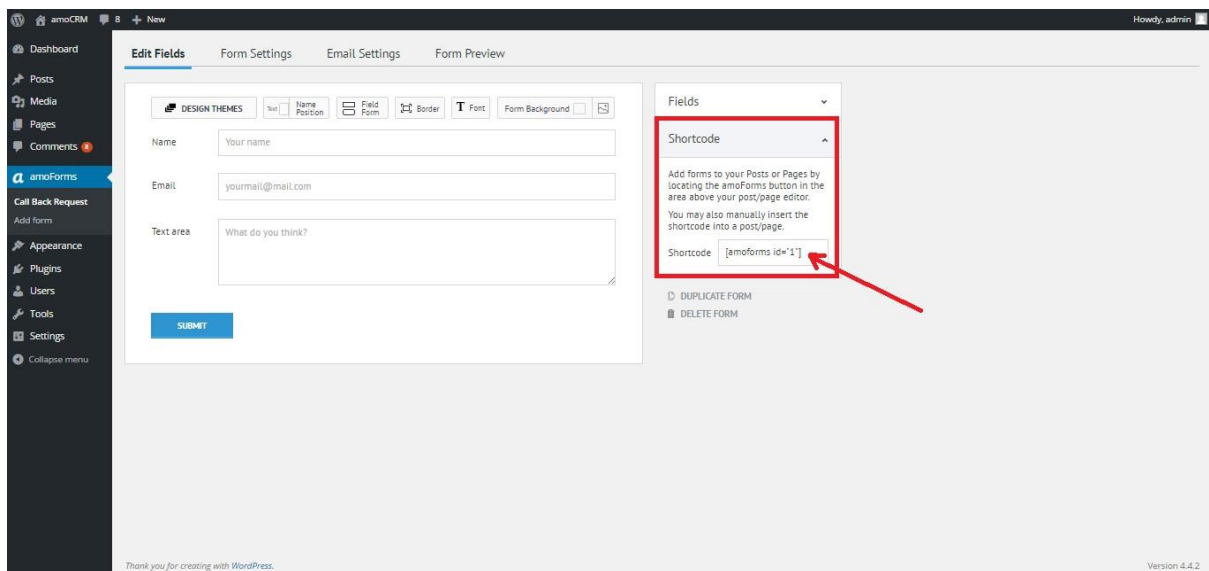 amoCRM 8 + New Howdy, admin
Dashboard
Posts
Media
Pages
Comments 8
amoForms
Call Back Request
Add form
Appearance
Plugins
Users
Tools
Settings
Collapse menu
Edit Fields Form Settings Email Settings Form Preview
DESIGN THEMES Text Name Position Field Form Border T Font Form Background
Name Your name
Email yourmail@mail.com
Text area What do you think?
SUBMIT
Fields
Shortcode
Add forms to your Posts or Pages by
locating the amoForms button in the
area above your post/page editor.
You may also manually insert the
shortcode into a post/page.
Shortcode [amoforms id="1"]
DUPLICATE FORM
DELETE FORM
Thank you for creating with WordPress. Version 4.4.2